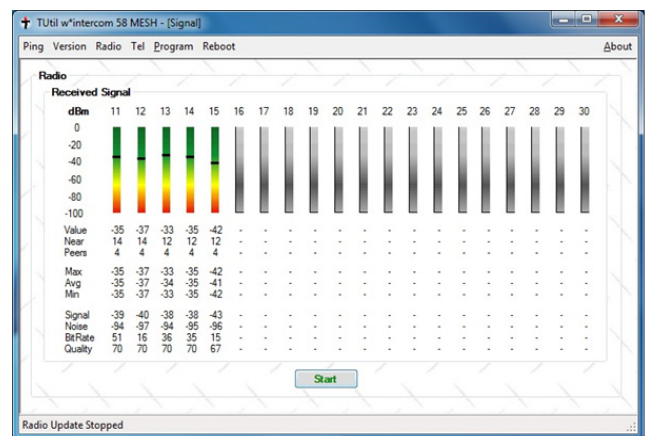 TUtil w*intercom 58 MESH - [Signal]
Ping Version Radio Tel Program Reboot About
Radio
Received Signal
dBm 11 12 13 14 15 16 17 18 19 20 21 22 23 24 25 26 27 28 29 30
0
-20
-40
-60
-80
-100
Value -35 -37 -33 -35 -42 - - - - - - - - - - - - - - -
Near 14 14 12 12 12 - - - - - - - - - - - - - - -
Peers 4 4 4 4 4 - - - - - - - - - - - - - - -
Max -35 -37 -33 -35 -42 - - - - - - - - - - - - - - -
Avg -35 -37 -34 -35 -41 - - - - - - - - - - - - - - -
Min -35 -37 -33 -35 -42 - - - - - - - - - - - - - - -
Signal -39 -40 -38 -38 -43 - - - - - - - - - - - - - - -
Noise -94 -97 -94 -95 -96 - - - - - - - - - - - - - - -
BitRate 51 16 36 35 15 - - - - - - - - - - - - - - -
Quality 70 70 70 70 67 - - - - - - - - - - - - - - -
Start
Radio Update Stopped